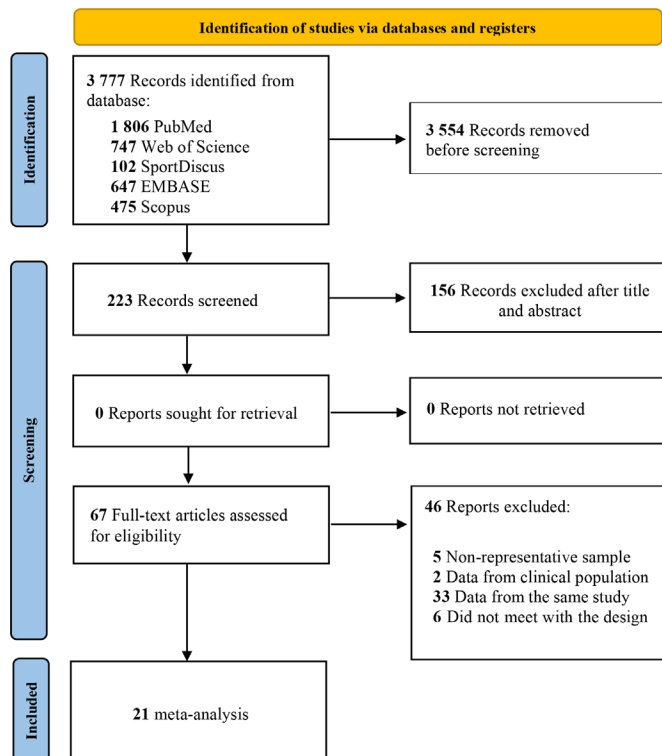 Identification of studies via databases and registers
Identification
3 777 Records identified from
database:
1 806 PubMed
747 Web of Science
102 SportDiscus
647 EMBASE
475 Scopus
3 554 Records removed
before screening
Screening
223 Records screened
156 Records excluded after title
and abstract
0 Reports sought for retrieval
0 Reports not retrieved
67 Full-text articles assessed
for eligibility
46 Reports excluded:
5 Non-representative sample
2 Data from clinical population
33 Data from the same study
6 Did not meet with the design
Included
21 meta-analysis